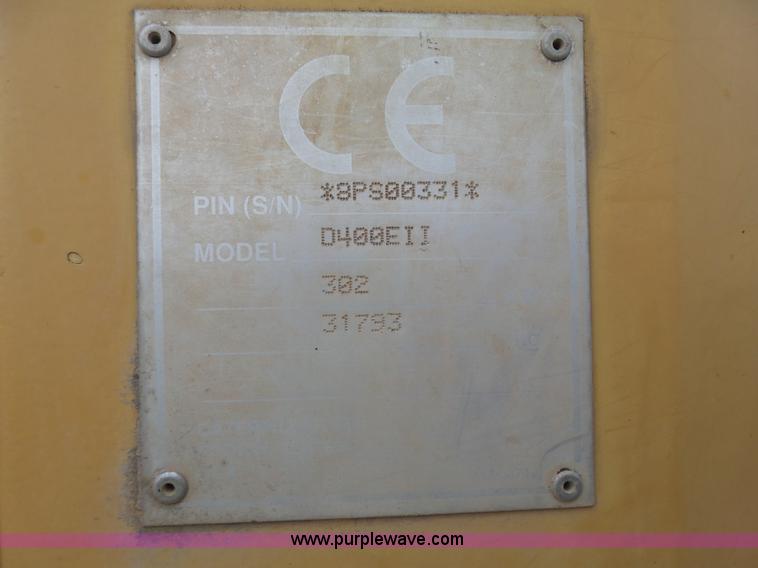 CE
PIN (S/N) *8PS00331*
MODEL D400EII
302
31793
www.purplewave.com